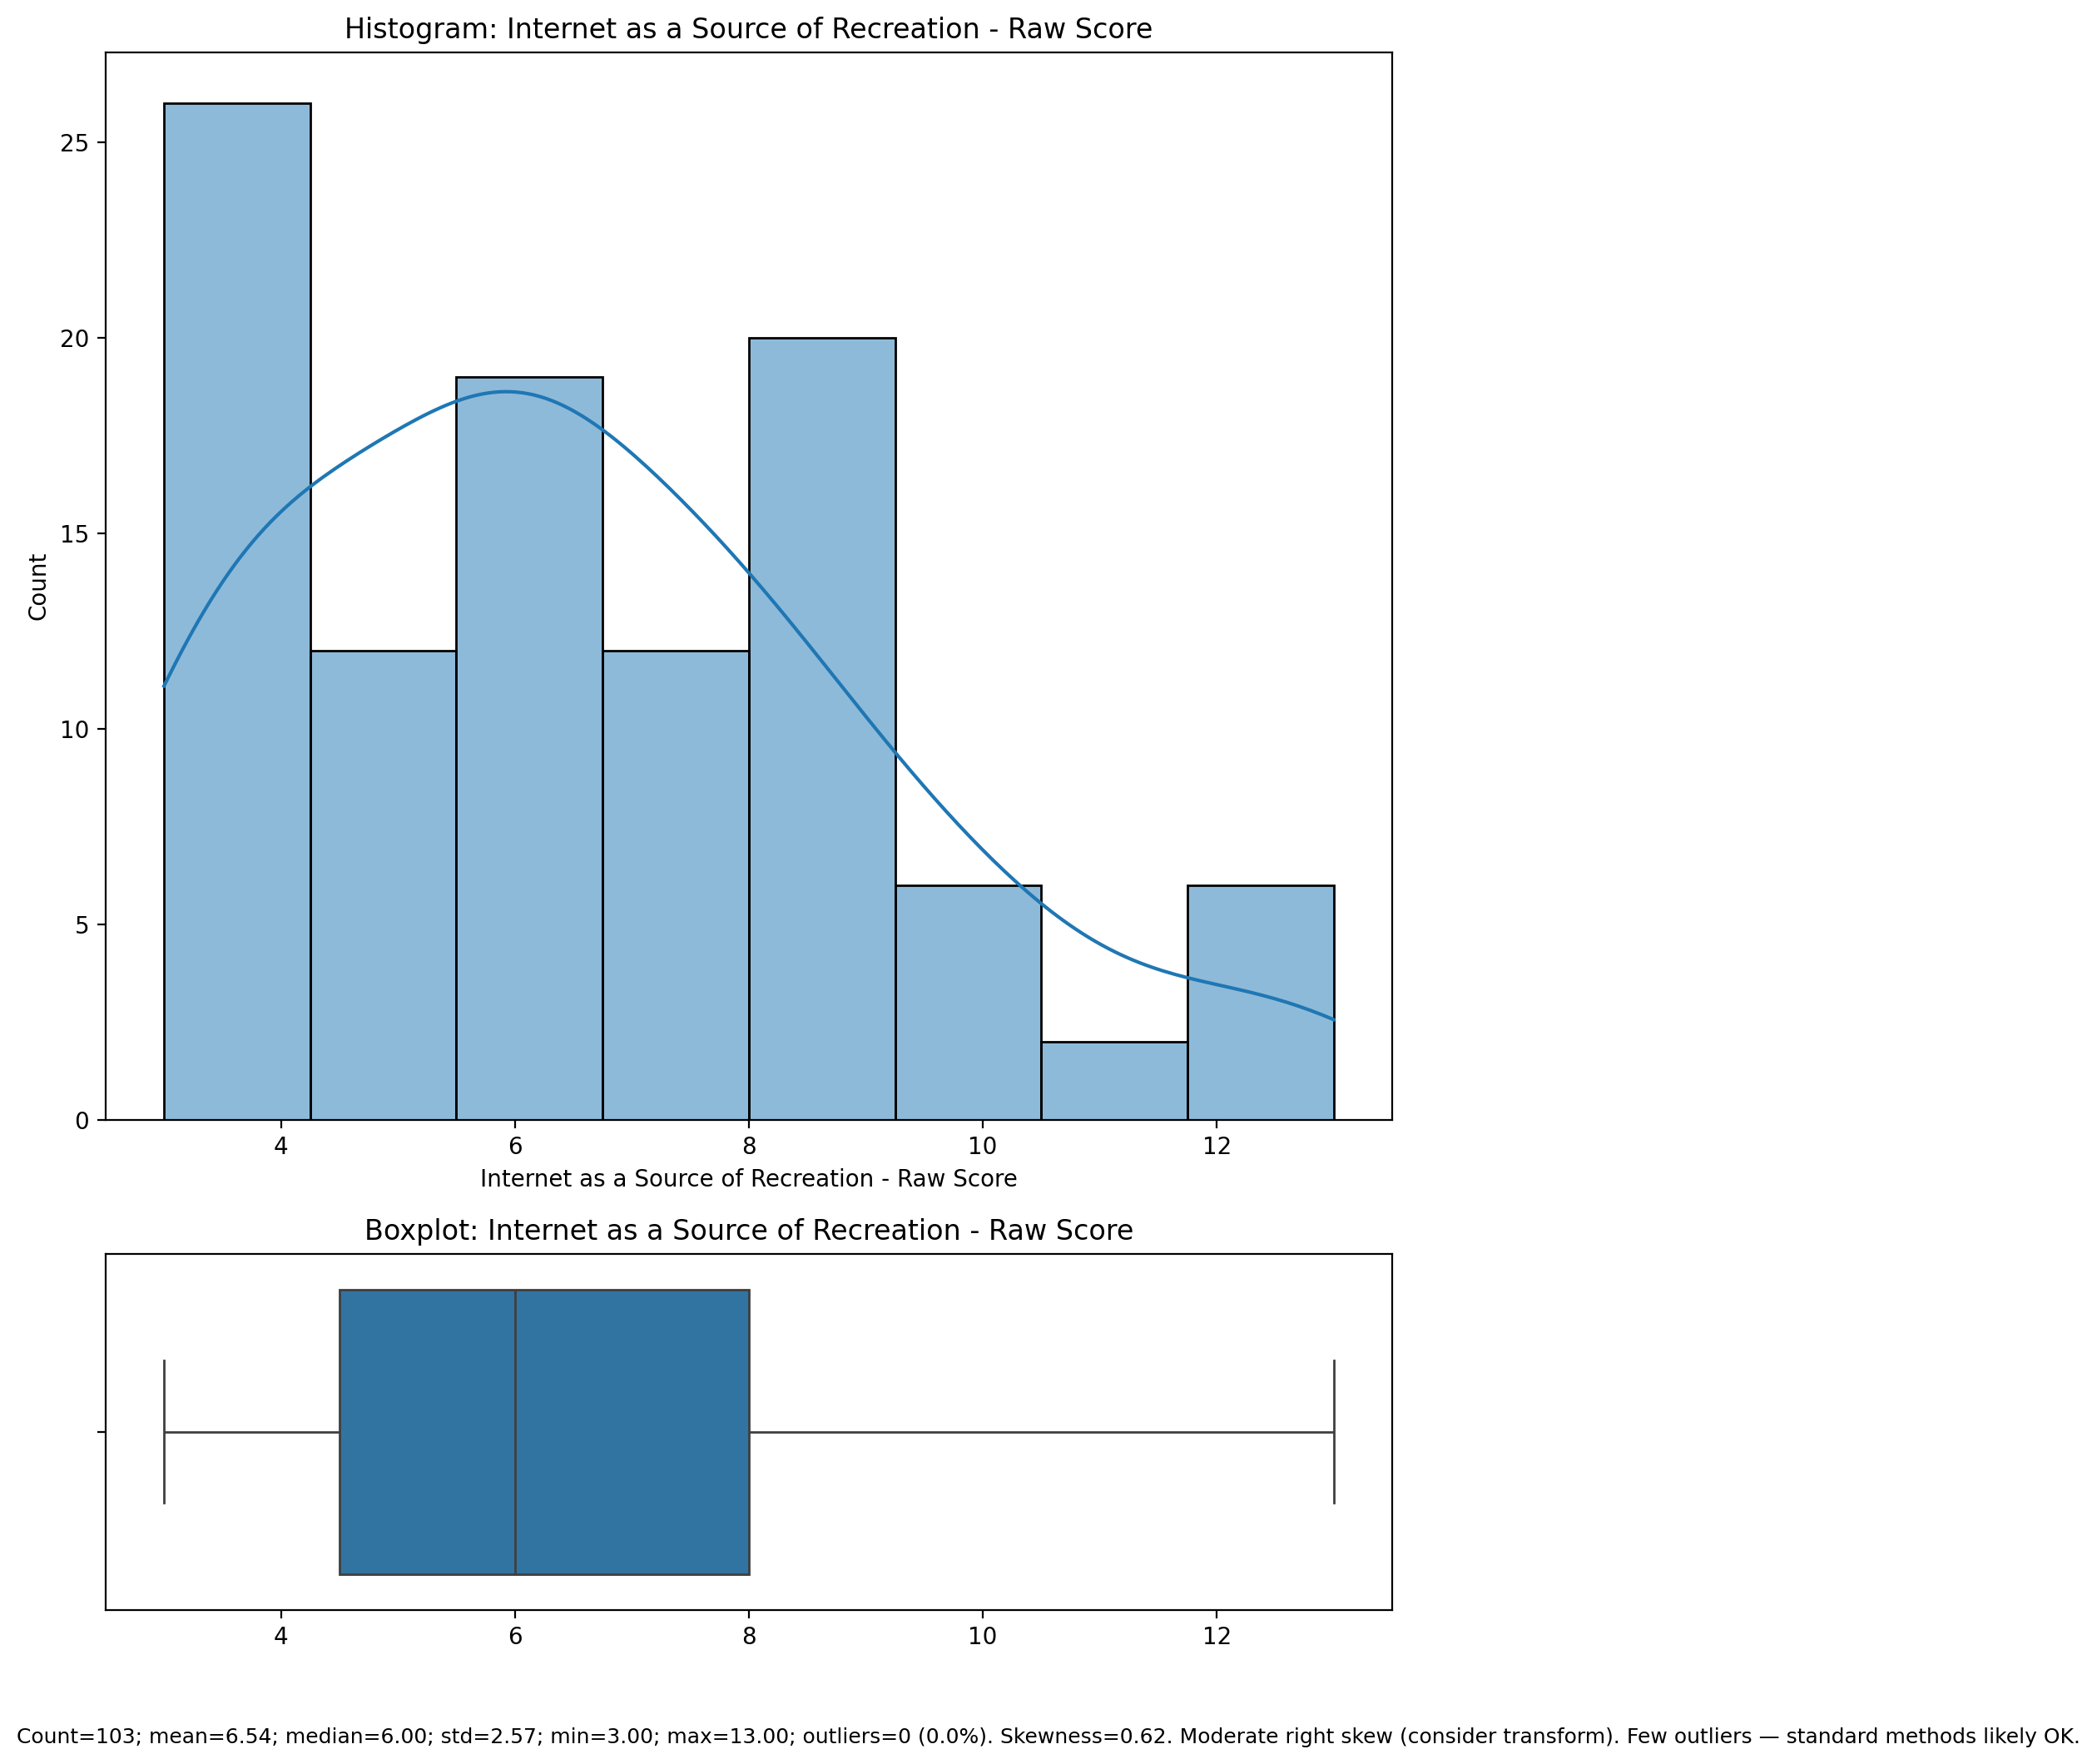 Histogram: Internet as a Source of Recreation - Raw Score
25
20
15
10
5
0
Count
4 6 8 10 12
Internet as a Source of Recreation - Raw Score
Boxplot: Internet as a Source of Recreation - Raw Score
4 6 8 10 12
Count=103; mean=6.54; median=6.00; std=2.57; min=3.00; max=13.00; outliers=0 (0.0%). Skewness=0.62. Moderate right skew (consider transform). Few outliers — standard methods likely OK.